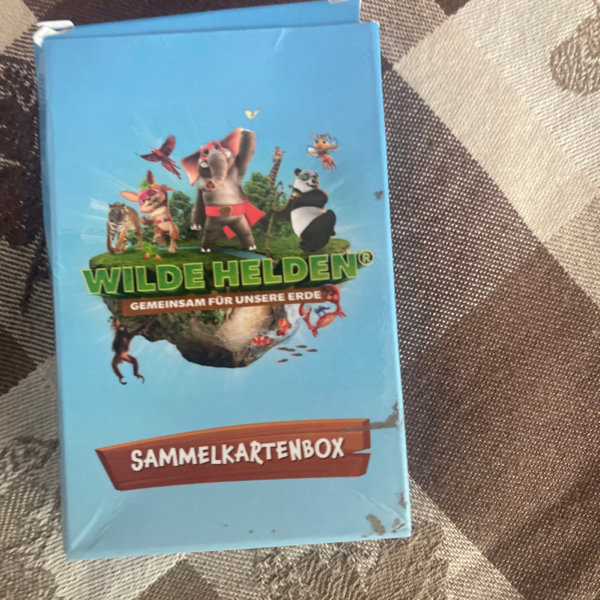 WILDE HELDEN®
GEMEINSAM FÜR UNSERE ERDE
SAMMELKARTENBOX